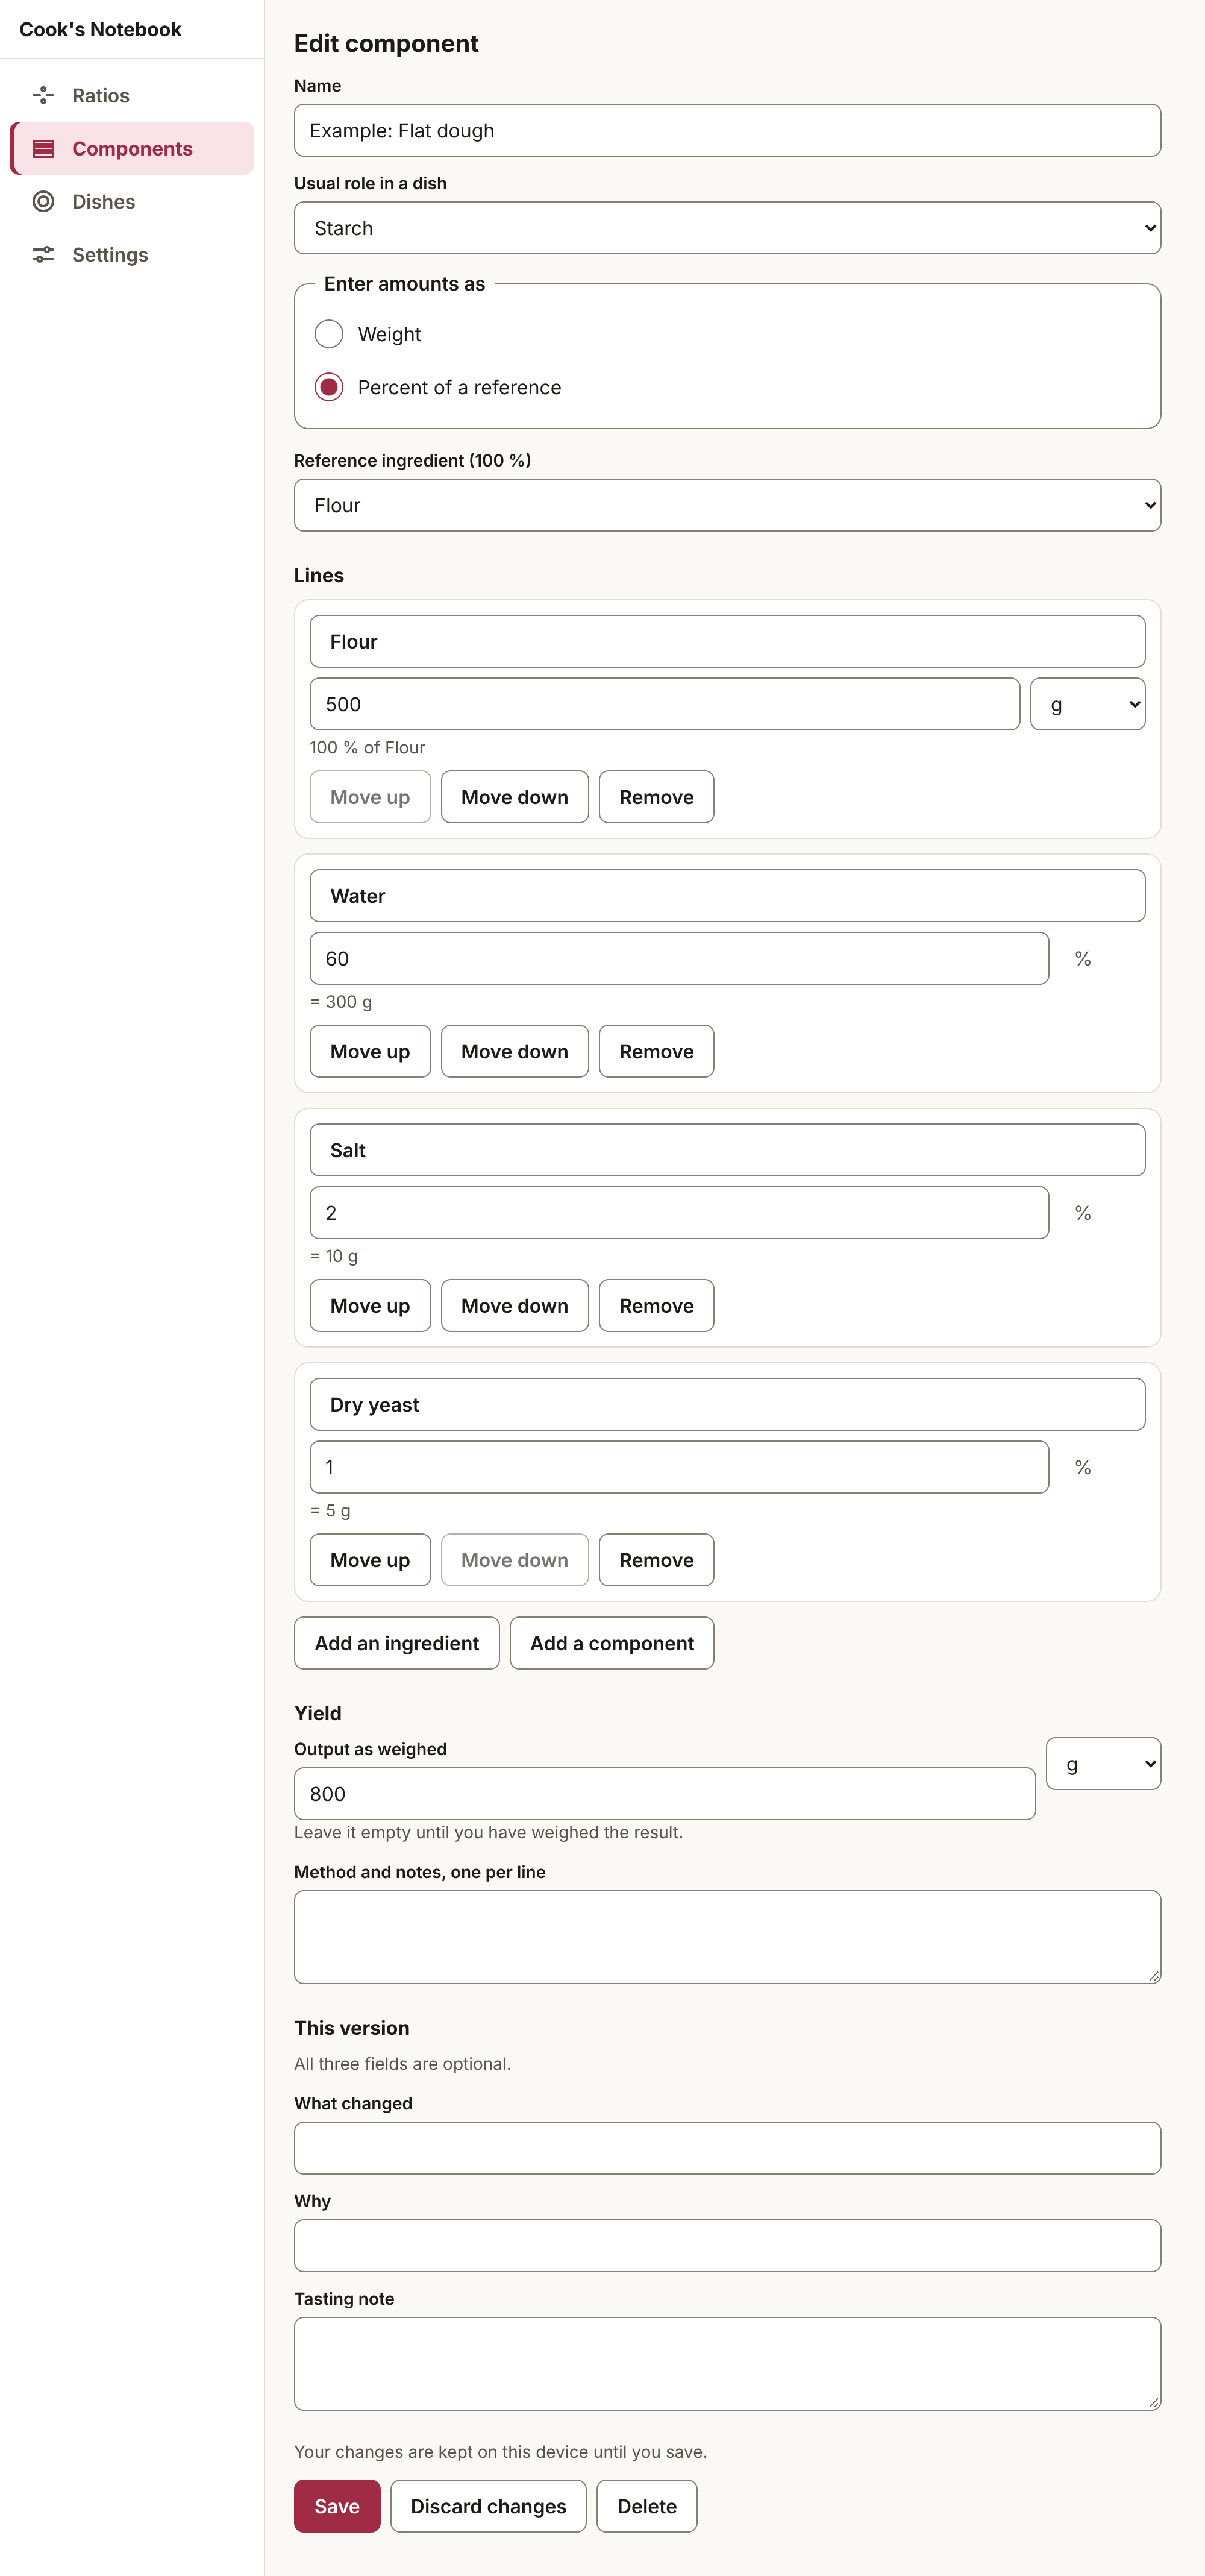 Cook's Notebook
Ratios
Components
Dishes
Settings
Edit component
Name
Example: Flat dough
Usual role in a dish
Starch
Enter amounts as
Weight
Percent of a reference
Reference ingredient (100 %)
Flour
Lines
Flour
500 g
100 % of Flour
Move up Move down Remove
Water
60 %
= 300 g
Move up Move down Remove
Salt
2 %
= 10 g
Move up Move down Remove
Dry yeast
1 %
= 5 g
Move up Move down Remove
Add an ingredient Add a component
Yield
Output as weighed
800 g
Leave it empty until you have weighed the result.
Method and notes, one per line
This version
All three fields are optional.
What changed
Why
Tasting note
Your changes are kept on this device until you save.
Save Discard changes Delete